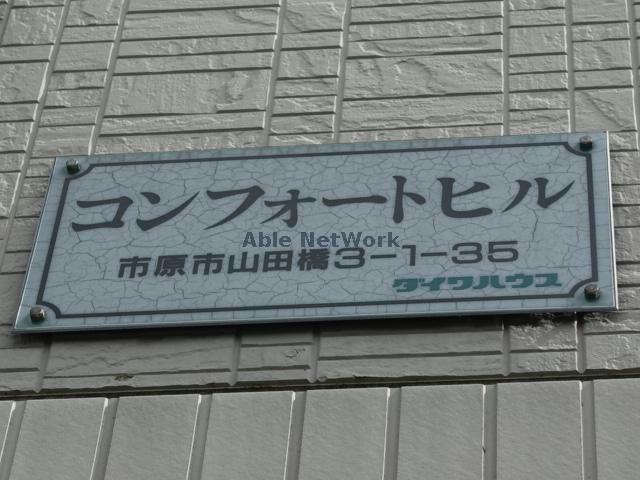 コンフォートヒル
Able NetWork
市原市山田橋3-1-35
ダイワハウス